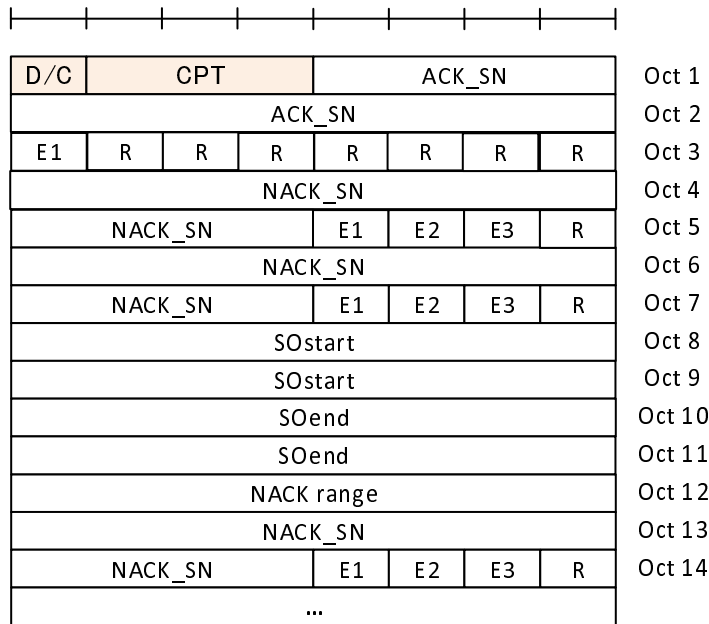 D/C CPT ACK_SN Oct 1
ACK_SN Oct 2
E1 R R R R R R R Oct 3
NACK_SN Oct 4
NACK_SN E1 E2 E3 R Oct 5
NACK_SN Oct 6
NACK_SN E1 E2 E3 R Oct 7
SOstart Oct 8
SOstart Oct 9
SOend Oct 10
SOend Oct 11
NACK range Oct 12
NACK_SN Oct 13
NACK_SN E1 E2 E3 R Oct 14
...